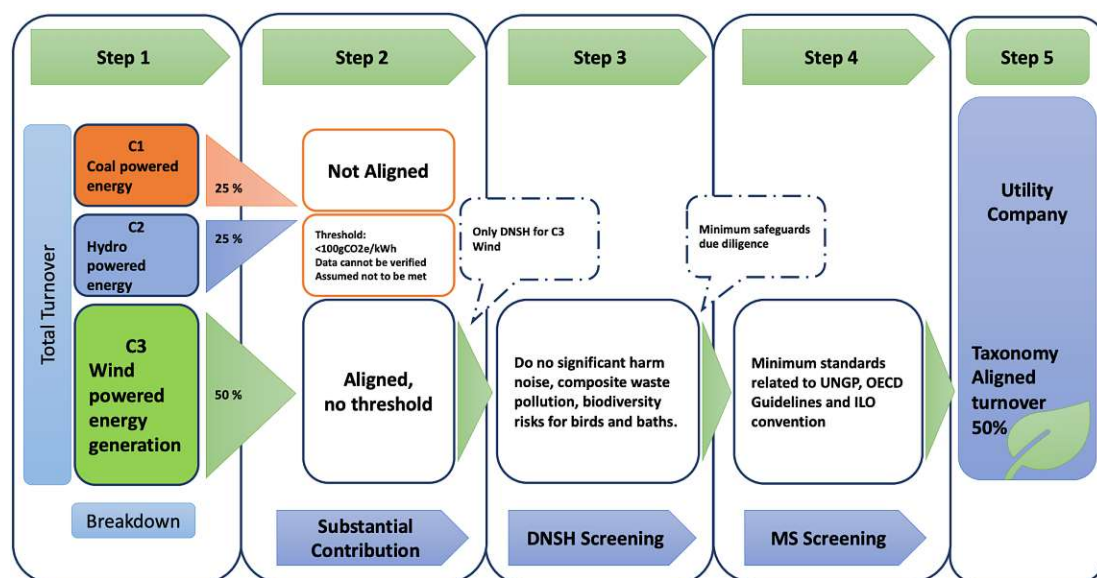 Step 1
Step 2
Step 3
Step 4
Step 5
Total Turnover
C1
Coal powered
energy
25 %
C2
Hydro
powered
energy
25 %
C3
Wind
powered
energy
generation
50 %
Breakdown
Not Aligned
Threshold:
<100gCO2e/kWh
Data cannot be verified
Assumed not to be met
Aligned,
no threshold
Substantial
Contribution
Only DNSH for C3
Wind
Do no significant harm
noise, composite waste
pollution, biodiversity
risks for birds and baths.
DNSH Screening
Minimum safeguards
due diligence
Minimum standards
related to UNGP, OECD
Guidelines and ILO
convention
MS Screening
Utility
Company
Taxonomy
Aligned
turnover
50%